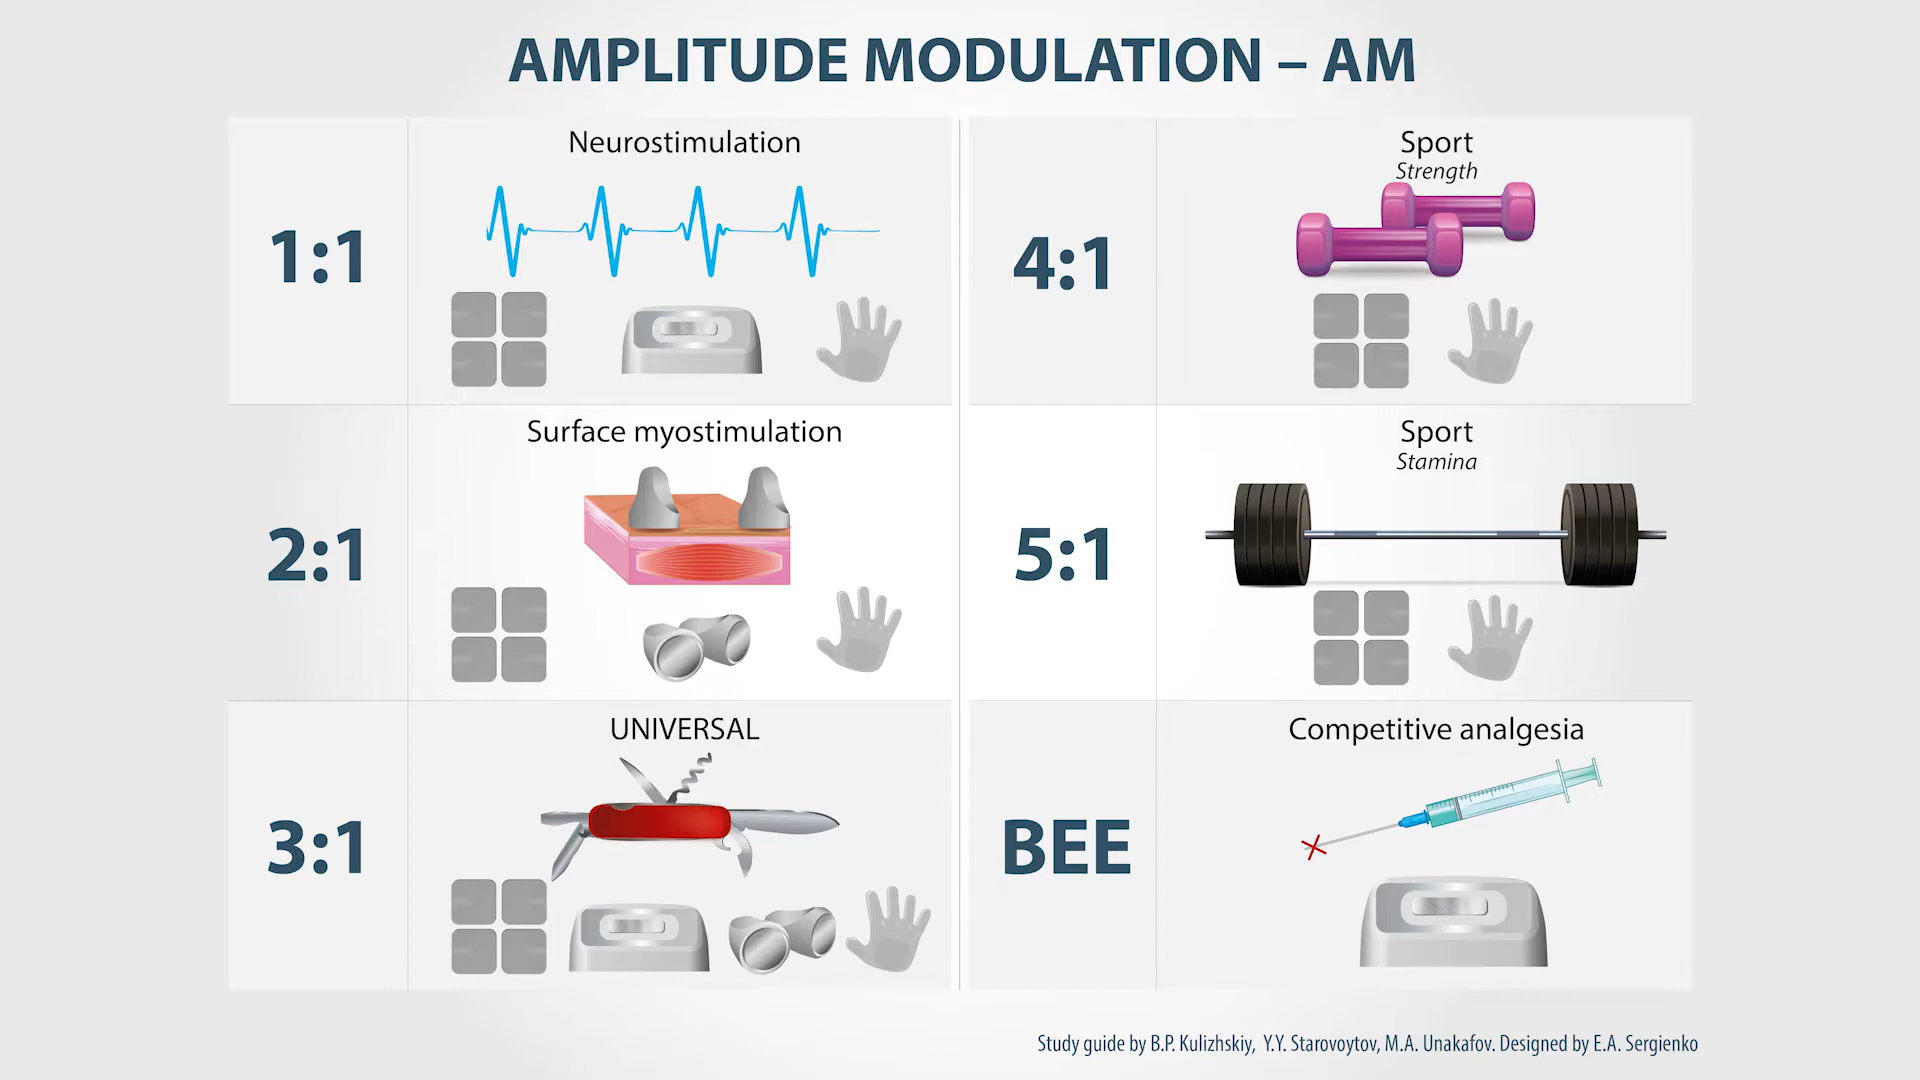 AMPLITUDE MODULATION – AM
1:1
Neurostimulation
2:1
Surface myostimulation
3:1
UNIVERSAL
4:1
Sport
Strength
5:1
Sport
Stamina
BEE
Competitive analgesia
Study guide by B.P. Kulizhskiy, Y.Y. Starovoytov, M.A. Unakafov. Designed by E.A. Sergienko